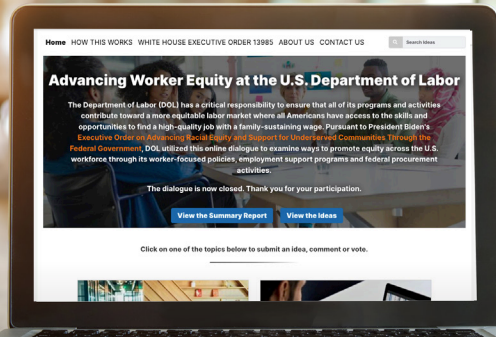 Home HOW THIS WORKS WHITE HOUSE EXECUTIVE ORDER 13985 ABOUT US CONTACT US Search Ideas
Advancing Worker Equity at the U.S. Department of Labor
The Department of Labor (DOL) has a critical responsibility to ensure that all of its programs and activities
contribute toward a more equitable labor market where all Americans have access to the skills and
opportunities to find a high-quality job with a family-sustaining wage. Pursuant to President Biden's
Executive Order on Advancing Racial Equity and Support for Underserved Communities Through the
Federal Government, DOL utilized this online dialogue to examine ways to promote equity across the U.S.
workforce through its worker-focused policies, employment support programs and federal procurement
activities.
The dialogue is now closed. Thank you for your participation.
View the Summary Report View the Ideas
Click on one of the topics below to submit an idea, comment or vote.